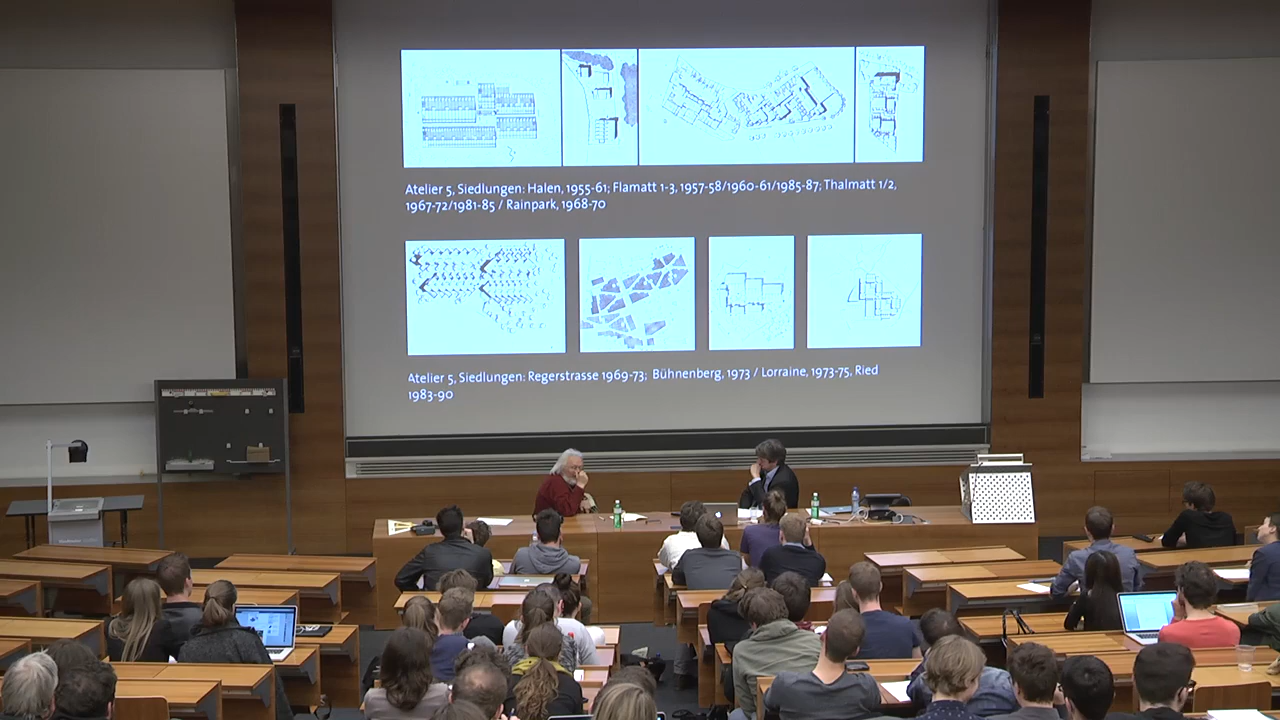 Atelier 5, Siedlungen: Halen, 1955-61; Flamatt 1-3, 1957-58/1960-61/1985-87; Thalmatt 1/2,
1967-72/1981-85 / Rainpark, 1968-70
Atelier 5, Siedlungen: Regerstrasse 1969-73; Bühnenberg, 1973 / Lorraine, 1973-75. Ried
1983-90